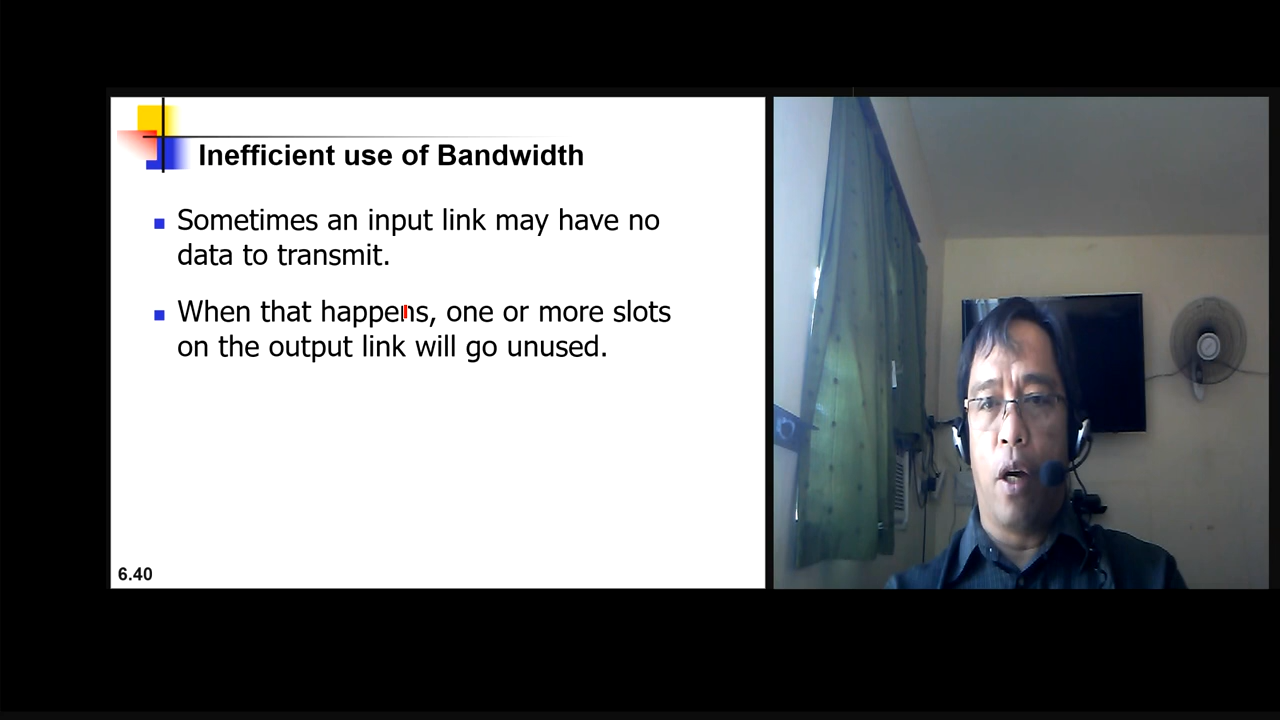 Inefficient use of Bandwidth
Sometimes an input link may have no
data to transmit.
When that happens, one or more slots
on the output link will go unused.
6.40